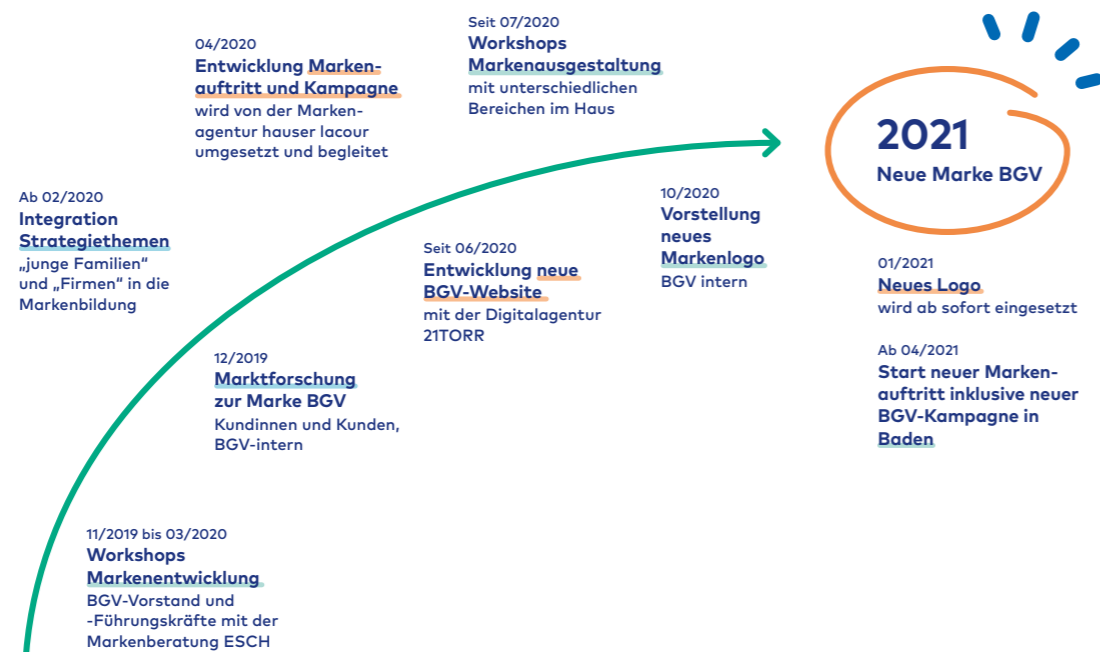 11/2019 bis 03/2020
Workshops
Markenentwicklung
BGV-Vorstand und
-Führungskräfte mit der
Markenberatung ESCH
12/2019
Marktforschung
zur Marke BGV
Kundinnen und Kunden,
BGV-intern
Ab 02/2020
Integration
Strategiethemen
„junge Familien“
und „Firmen“ in die
Markenbildung
04/2020
Entwicklung Marken-
auftritt und Kampagne
wird von der Marken-
agentur hauser lacour
umgesetzt und begleitet
Seit 06/2020
Entwicklung neue
BGV-Website
mit der Digitalagentur
21TORR
Seit 07/2020
Workshops
Markenausgestaltung
mit unterschiedlichen
Bereichen im Haus
10/2020
Vorstellung
neues
Markenlogo
BGV intern
2021
Neue Marke BGV
01/2021
Neues Logo
wird ab sofort eingesetzt
Ab 04/2021
Start neuer Marken-
auftritt inklusive neuer
BGV-Kampagne in
Baden